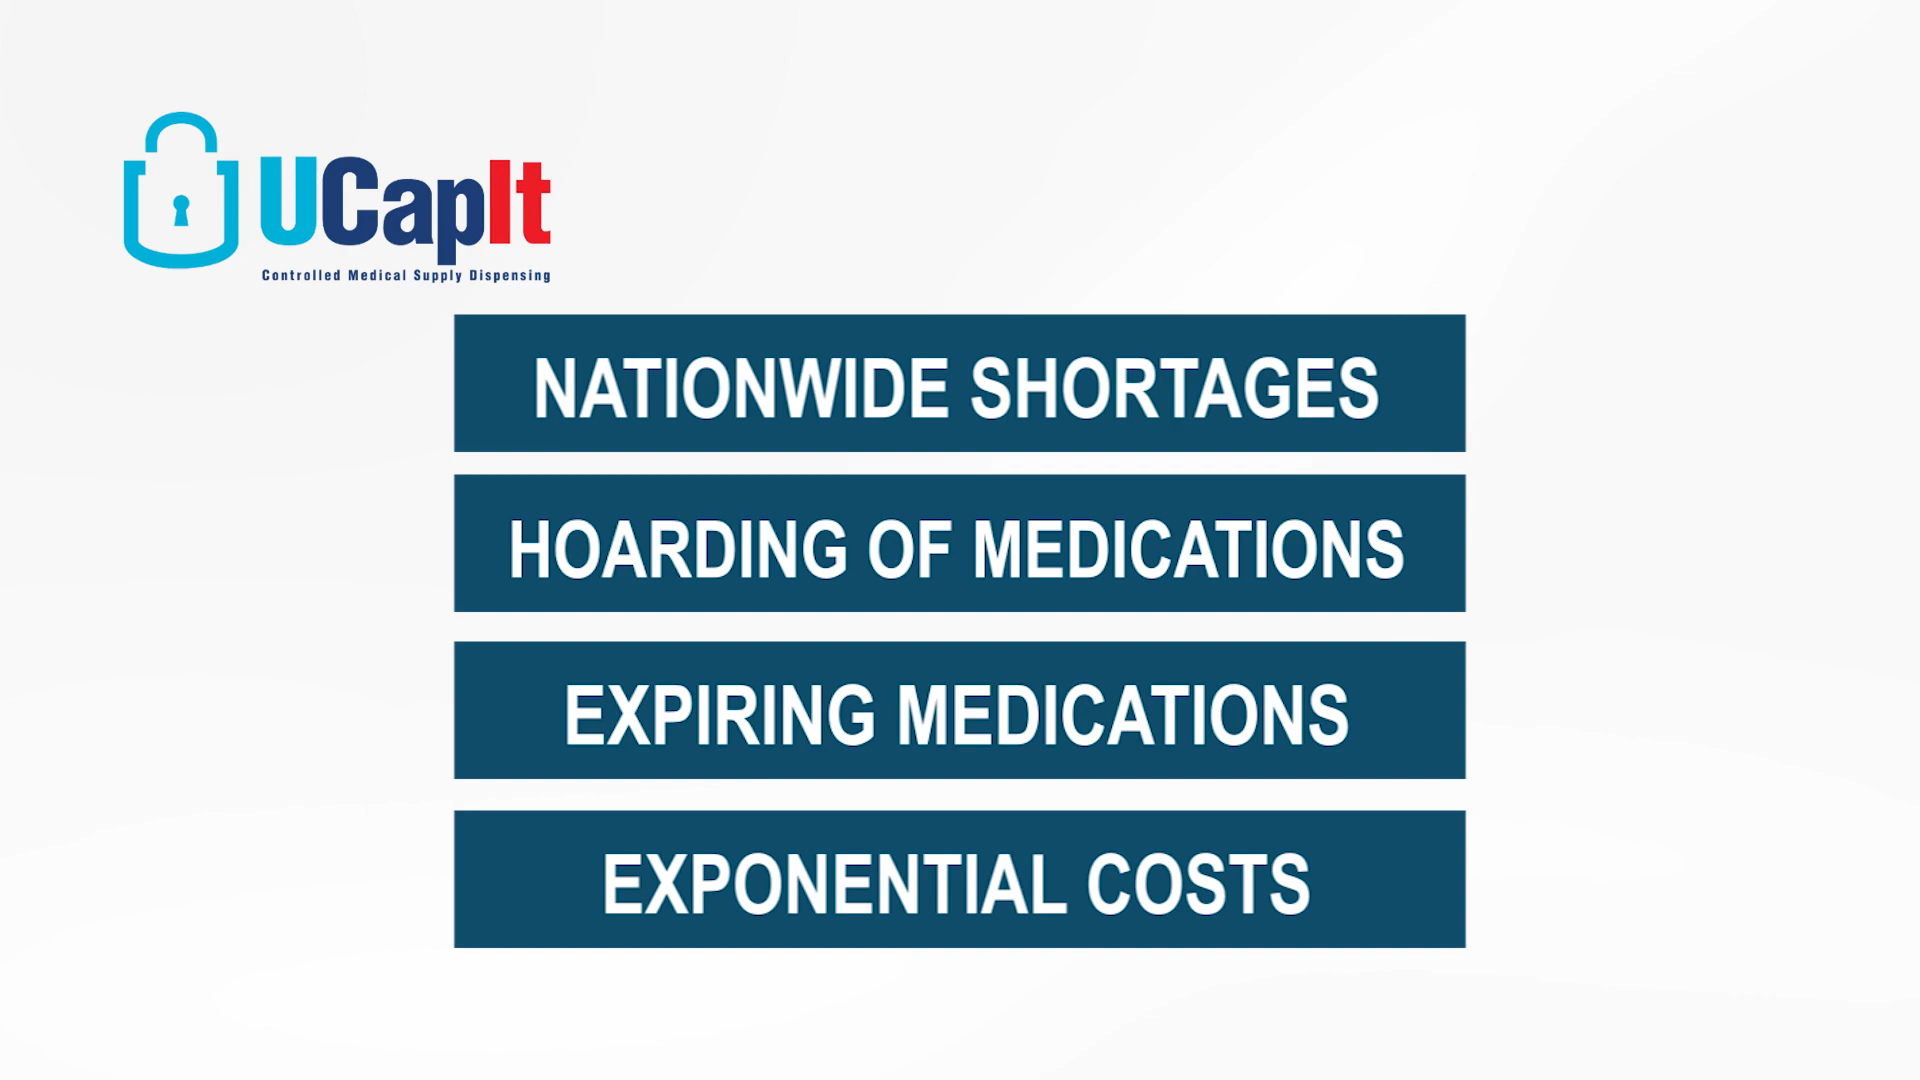 UCapIt
Controlled Medical Supply Dispensing
NATIONWIDE SHORTAGES
HOARDING OF MEDICATIONS
EXPIRING MEDICATIONS
EXPONENTIAL COSTS